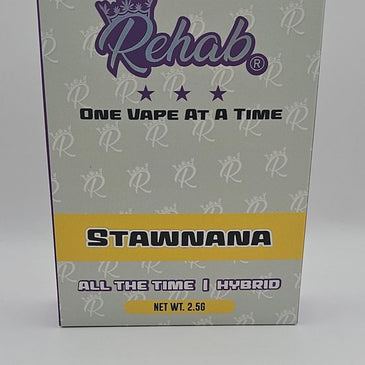 Rehab®
ONE VAPE AT A TIME
STAWNANA
ALL THE TIME | HYBRID
NET WT. 2.5G